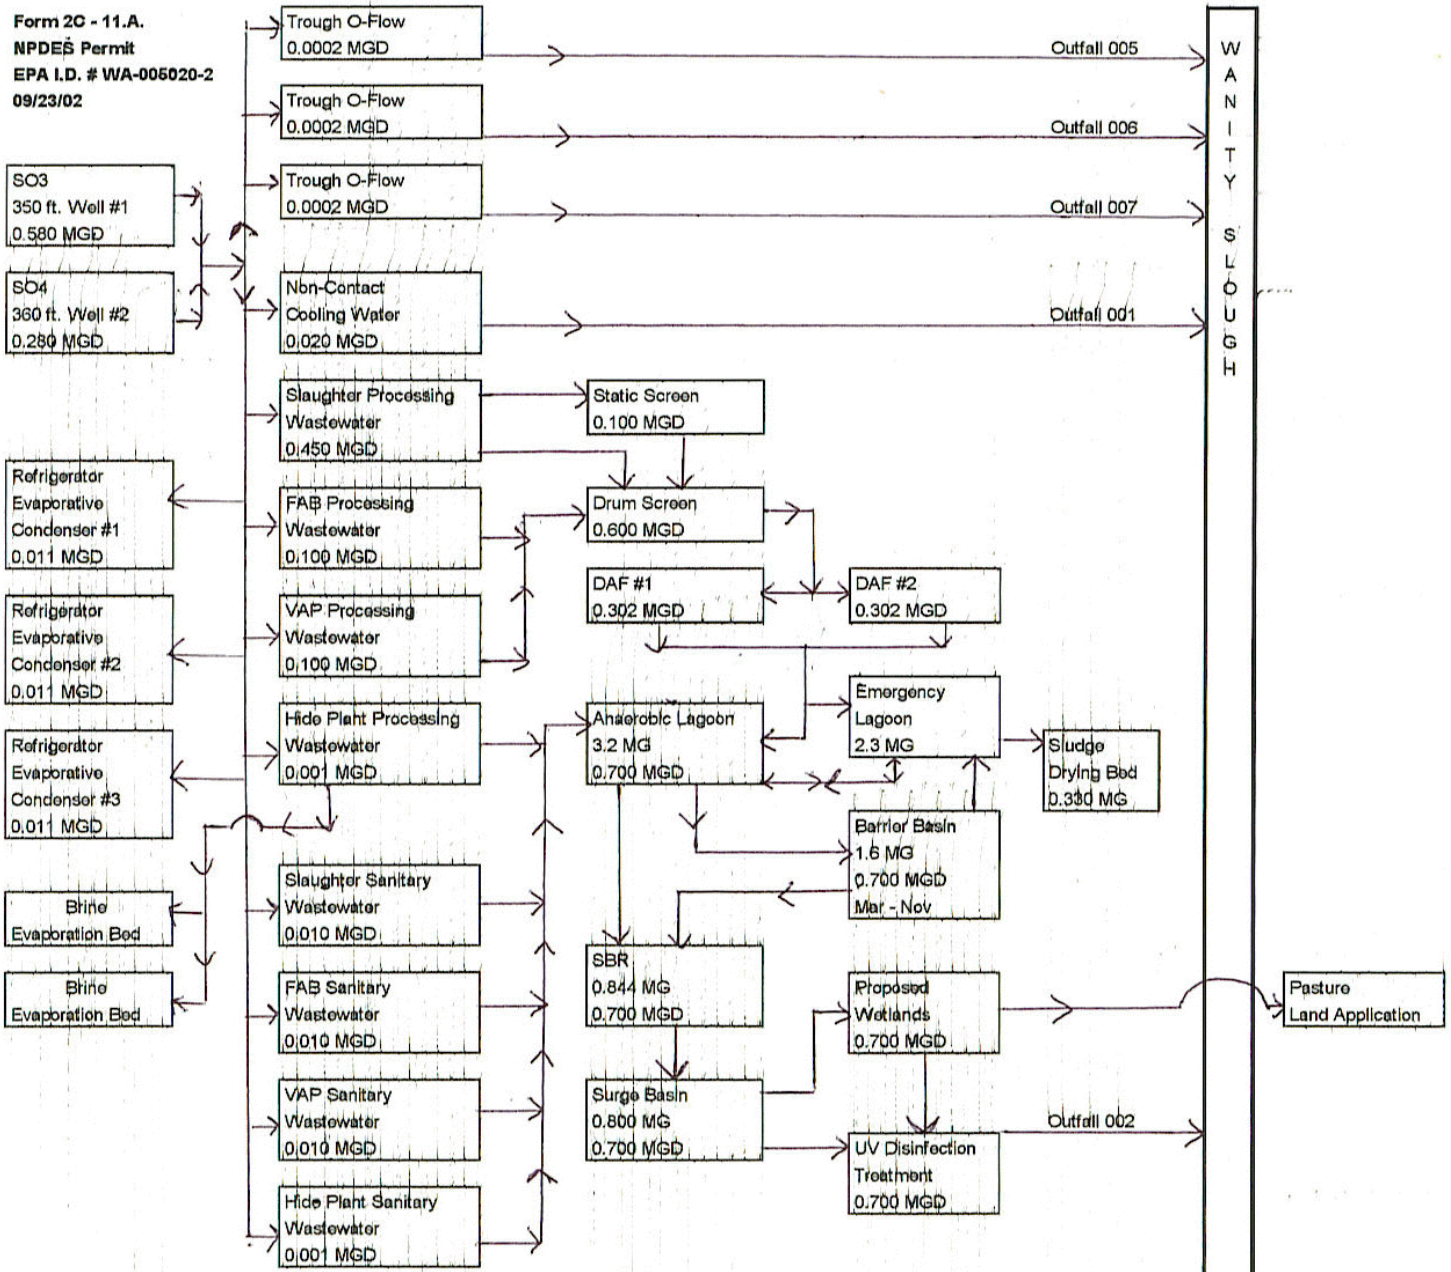 Form 2C - 11.A.
NPDES Permit
EPA I.D. # WA-005020-2
09/23/02
Trough O-Flow
0.0002 MGD
Outfall 005
Trough O-Flow
0.0002 MGD
Outfall 006
Trough O-Flow
0.0002 MGD
Outfall 007
WANITY SLOUGH
SO3
350 ft. Well #1
0.580 MGD
SO4
360 ft. Well #2
0.280 MGD
Non-Contact
Cooling Water
0.020 MGD
Outfall 001
Slaughter Processing
Wastewater
0.450 MGD
Static Screen
0.100 MGD
Refrigerator
Evaporative
Condenser #1
0.011 MGD
FAB Processing
Wastewater
0.100 MGD
Drum Screen
0.600 MGD
DAF #1
0.302 MGD
DAF #2
0.302 MGD
Refrigerator
Evaporative
Condenser #2
0.011 MGD
VAP Processing
Wastewater
0.100 MGD
Refrigerator
Evaporative
Condenser #3
0.011 MGD
Hide Plant Processing
Wastewater
0.001 MGD
Anaerobic Lagoon
3.2 MG
0.700 MGD
Emergency
Lagoon
2.3 MG
Sludge
Drying Bed
0.330 MG
Barrier Basin
1.6 MG
0.700 MGD
Mar - Nov
Brine
Evaporation Bed
Brine
Evaporation Bed
Slaughter Sanitary
Wastewater
0.010 MGD
FAB Sanitary
Wastewater
0.010 MGD
SBR
0.844 MG
0.700 MGD
Proposed
Wetlands
0.700 MGD
Pasture
Land Application
VAP Sanitary
Wastewater
0.010 MGD
Surge Basin
0.800 MG
0.700 MGD
UV Disinfection
Treatment
0.700 MGD
Outfall 002
Hide Plant Sanitary
Wastewater
0.001 MGD